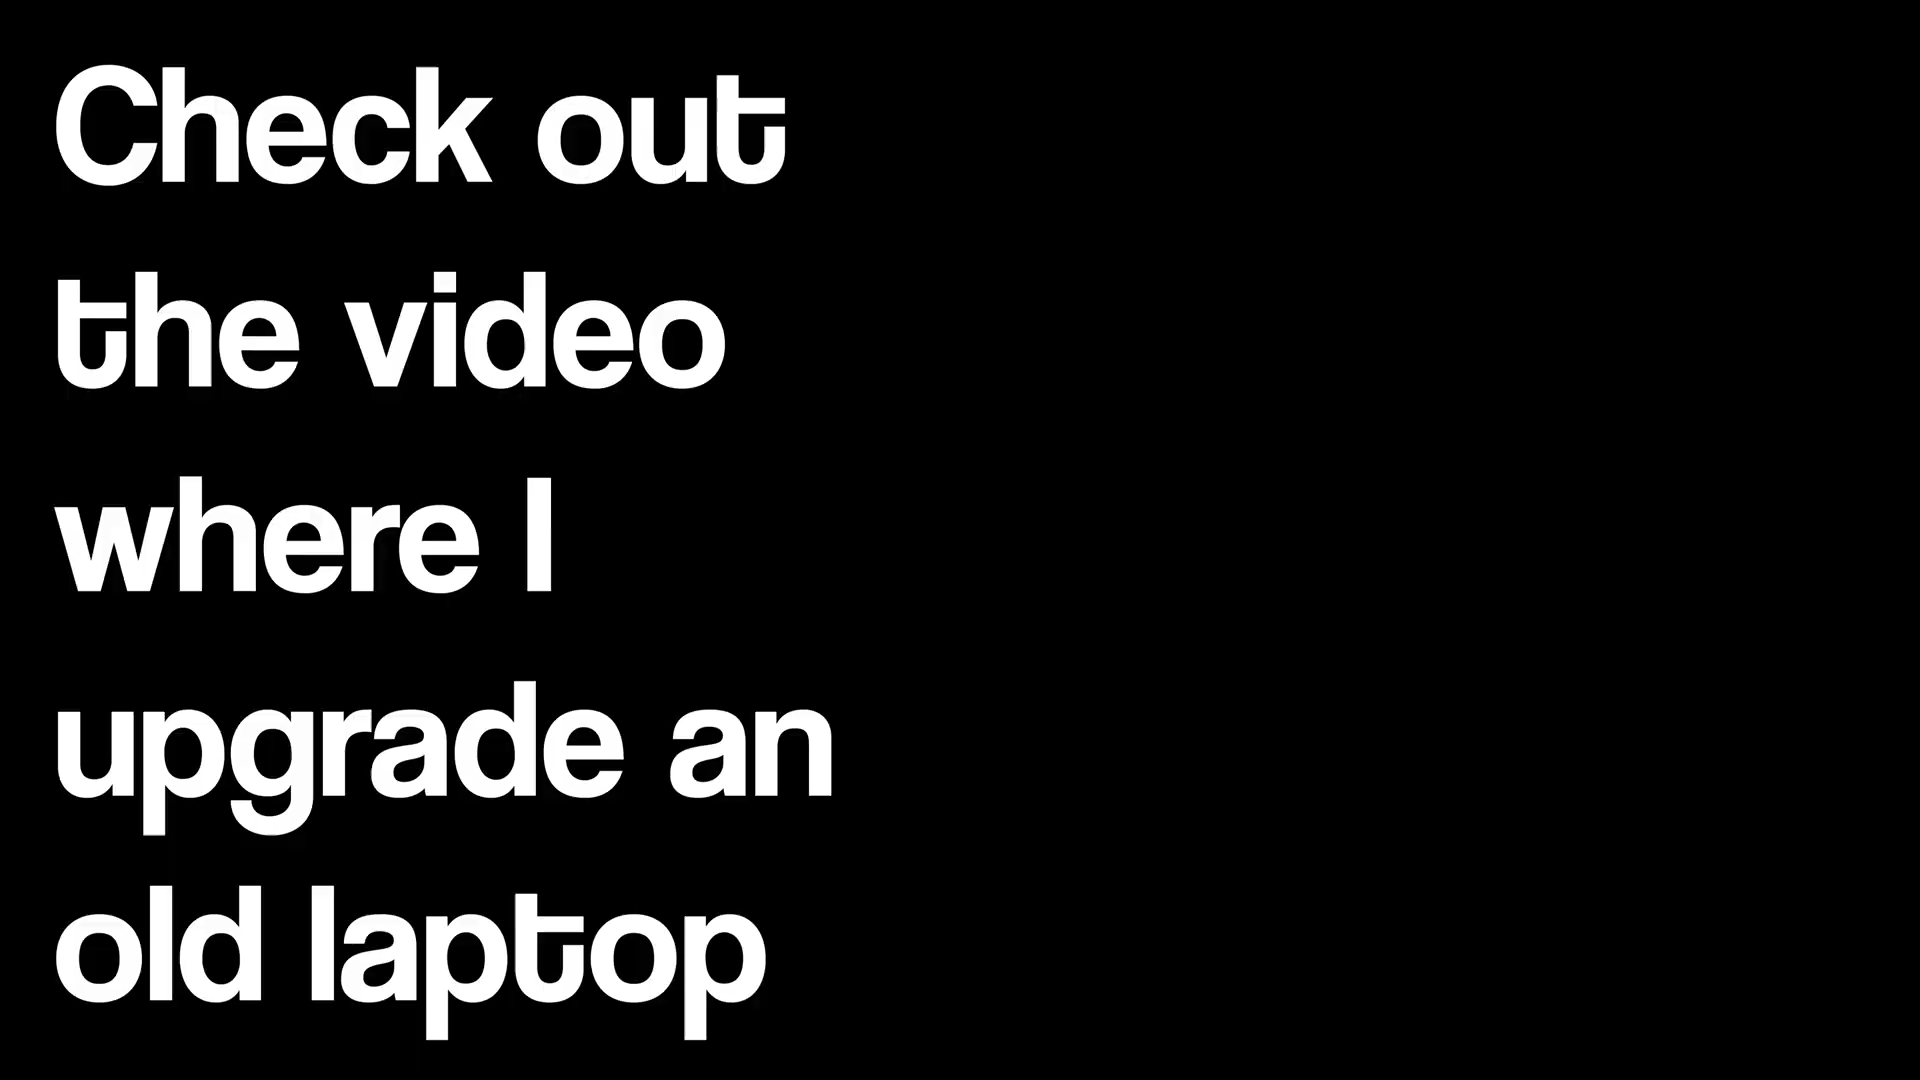 Check out
the video
where I
upgrade an
old laptop